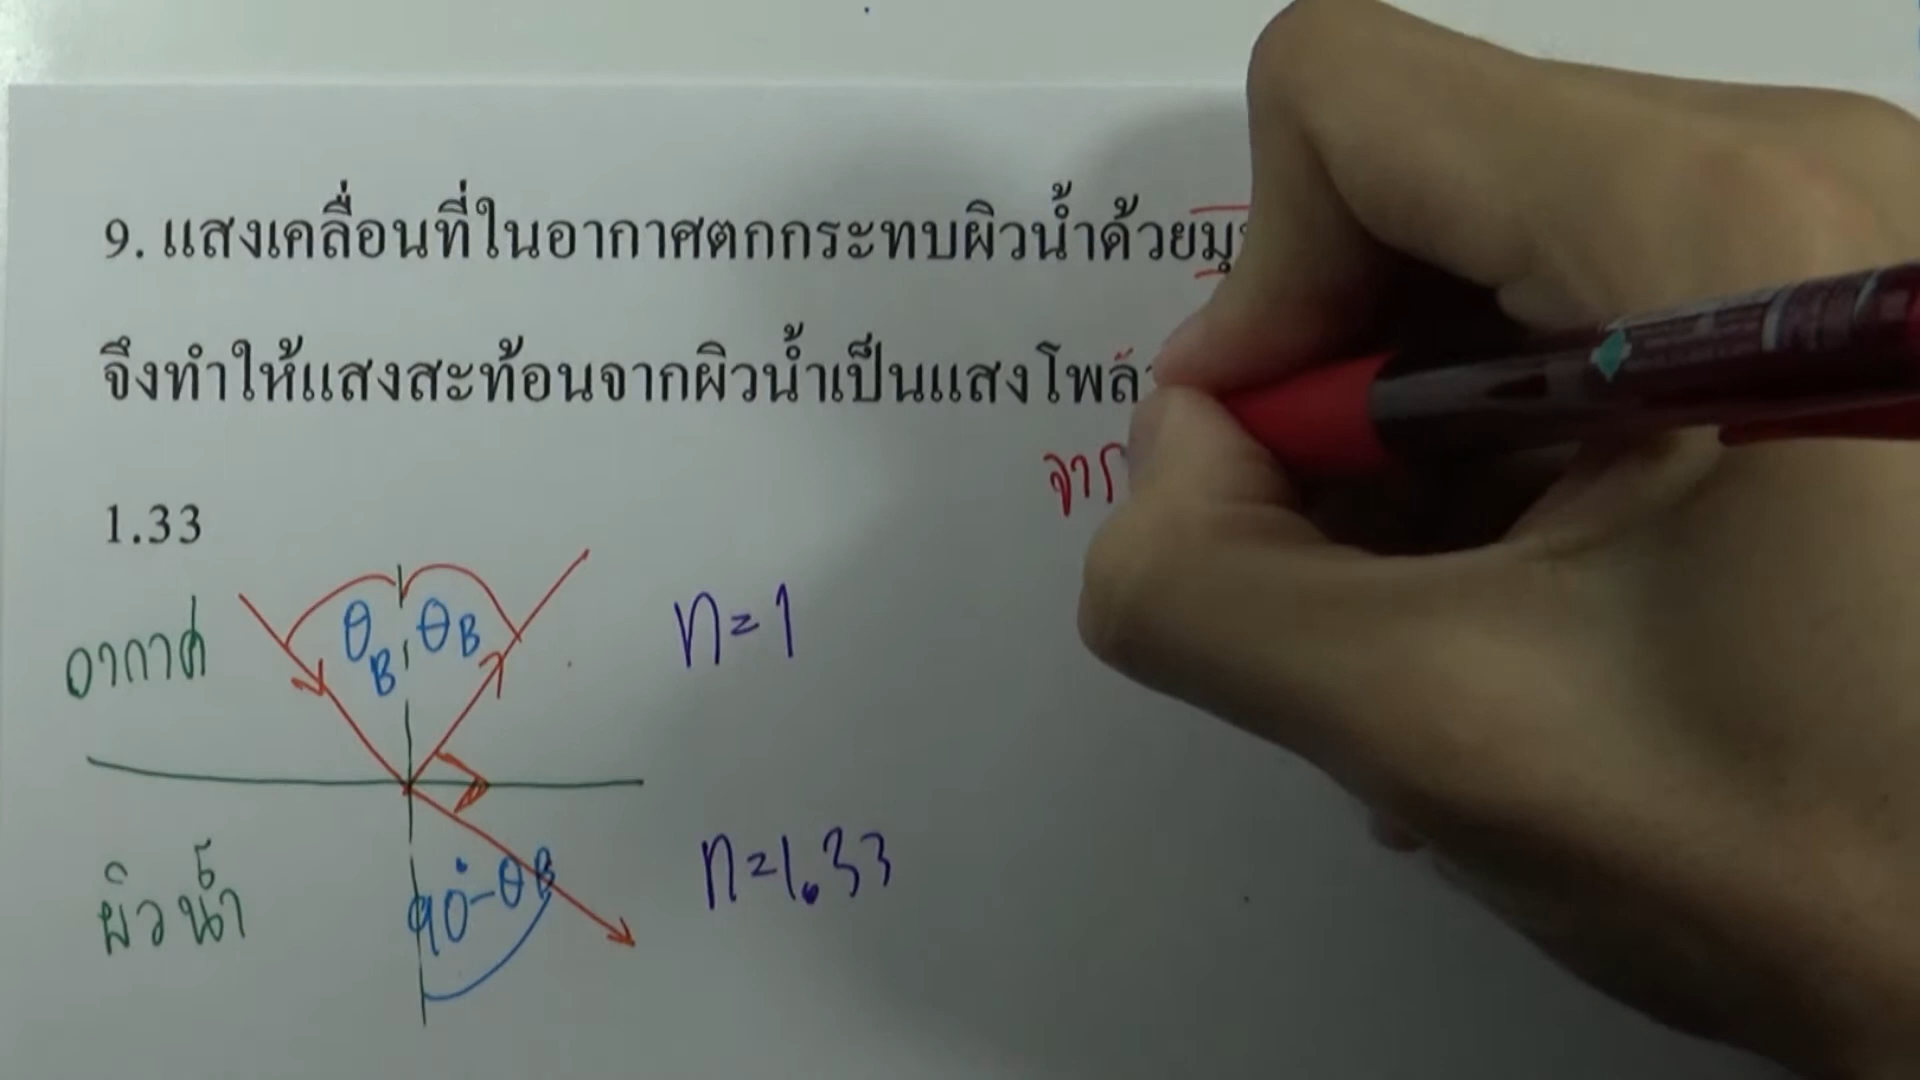 9. แสงเคลื่อนที่ในอากาศตกกระทบผิวน้ำด้วย
จึงทำให้แสงสะท้อนจากผิวน้ำเป็นแสง
1.33
อากาศ
θB
θB
n=1
ผิวน้ำ
90°-θB
n=1.33